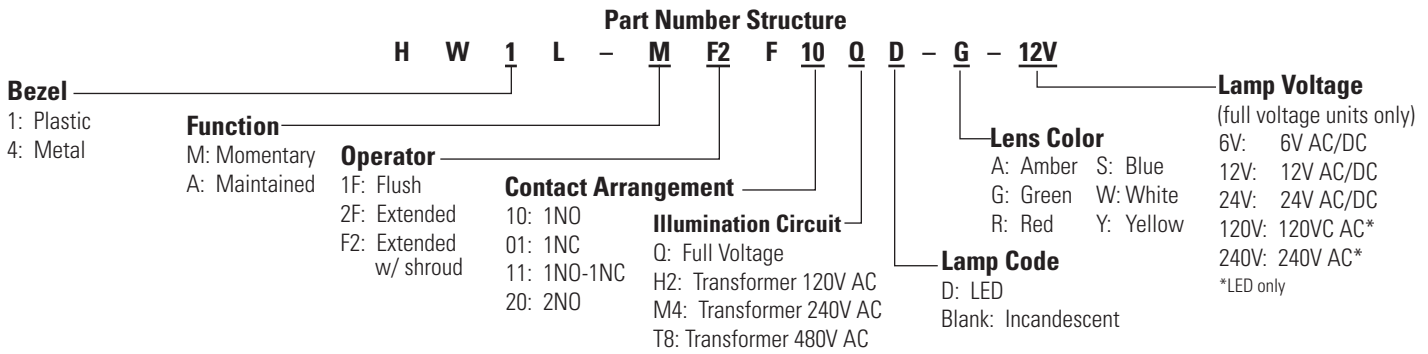 Part Number Structure
H W 1 L – M F2 F 10 Q D – G – 12V
Bezel
1: Plastic
4: Metal
Function
M: Momentary
A: Maintained
Operator
1F: Flush
2F: Extended
F2: Extended
w/ shroud
Contact Arrangement
10: 1NO
01: 1NC
11: 1NO-1NC
20: 2NO
Illumination Circuit
Q: Full Voltage
H2: Transformer 120V AC
M4: Transformer 240V AC
T8: Transformer 480V AC
Lamp Code
D: LED
Blank: Incandescent
Lens Color
A: Amber S: Blue
G: Green W: White
R: Red Y: Yellow
Lamp Voltage
(full voltage units only)
6V: 6V AC/DC
12V: 12V AC/DC
24V: 24V AC/DC
120V: 120VC AC*
240V: 240V AC*
*LED only